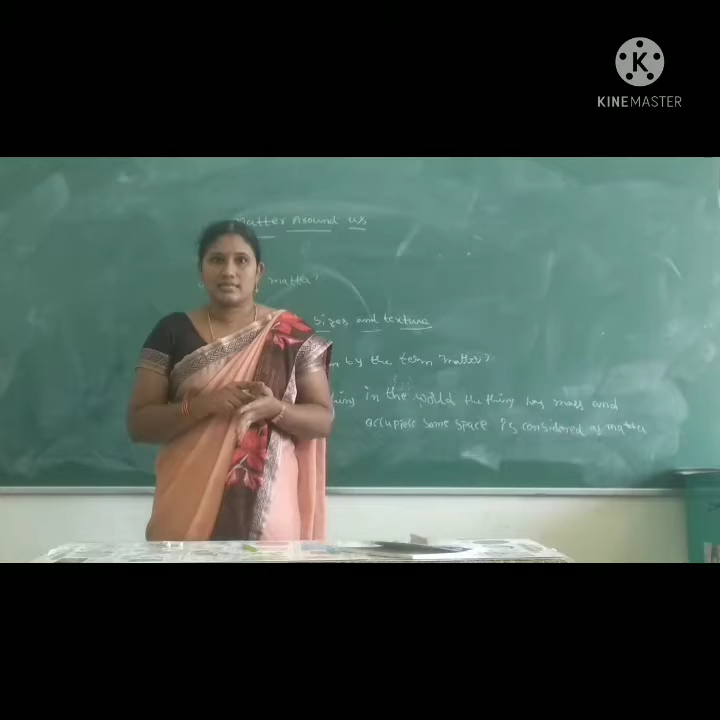 KINEMASTER
Matter Around us
matter?
Sizes and texture
by the term matter?
in the world the thing has mass and
occupies some space is considered as matter